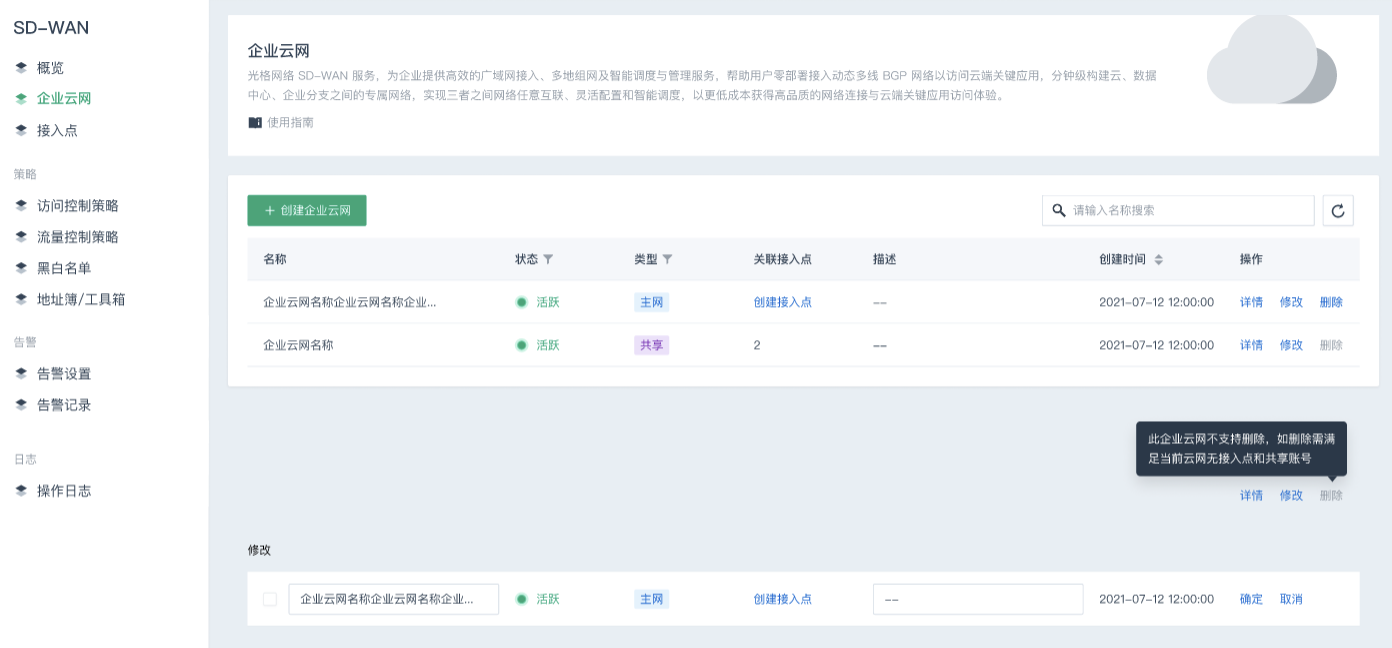 SD-WAN
概览
企业云网
接入点
策略
访问控制策略
流量控制策略
黑白名单
地址簿/工具箱
告警
告警设置
告警记录
日志
操作日志
企业云网
光格网络 SD-WAN 服务，为企业提供高效的广域网接入、多地组网及智能调度与管理服务，帮助用户零部署接入动态多线 BGP 网络以访问云端关键应用，分钟级构建云、数据
中心、企业分支之间的专属网络，实现三者之间网络任意互联、灵活配置和智能调度，以更低成本获得高品质的网络连接与云端关键应用访问体验。
使用指南
+ 创建企业云网
请输入名称搜索
名称 状态 类型 关联接入点 描述 创建时间 操作
企业云网名称企业云网名称企业... 活跃 主网 创建接入点 -- 2021-07-12 12:00:00 详情 修改 删除
企业云网名称 活跃 共享 2 -- 2021-07-12 12:00:00 详情 修改 删除
此企业云网不支持删除，如删除需满
足当前云网无接入点和共享账号
详情 修改 删除
修改
企业云网名称企业云网名称企业... 活跃 主网 创建接入点 -- 2021-07-12 12:00:00 确定 取消